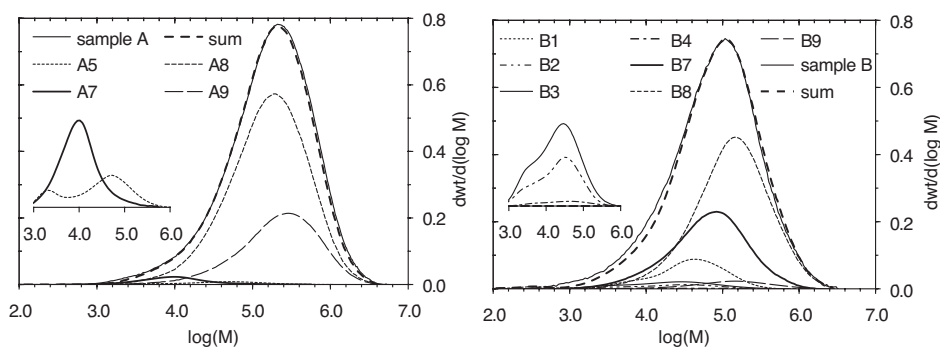 sample A
sum
A5
A8
A7
A9
3.0 4.0 5.0 6.0
0.8
0.6
0.4
0.2
0.0
dwt/d(log M)
2.0 3.0 4.0 5.0 6.0 7.0
log(M)
B1
B4
B9
B2
B7
sample B
B3
B8
sum
3.0 4.0 5.0 6.0
0.8
0.6
0.4
0.2
0.0
dwt/d(log M)
2.0 3.0 4.0 5.0 6.0 7.0
log(M)